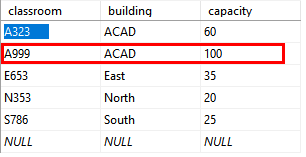 classroom building capacity
A323 ACAD 60
A999 ACAD 100
E653 East 35
N353 North 20
S786 South 25
NULL NULL NULL